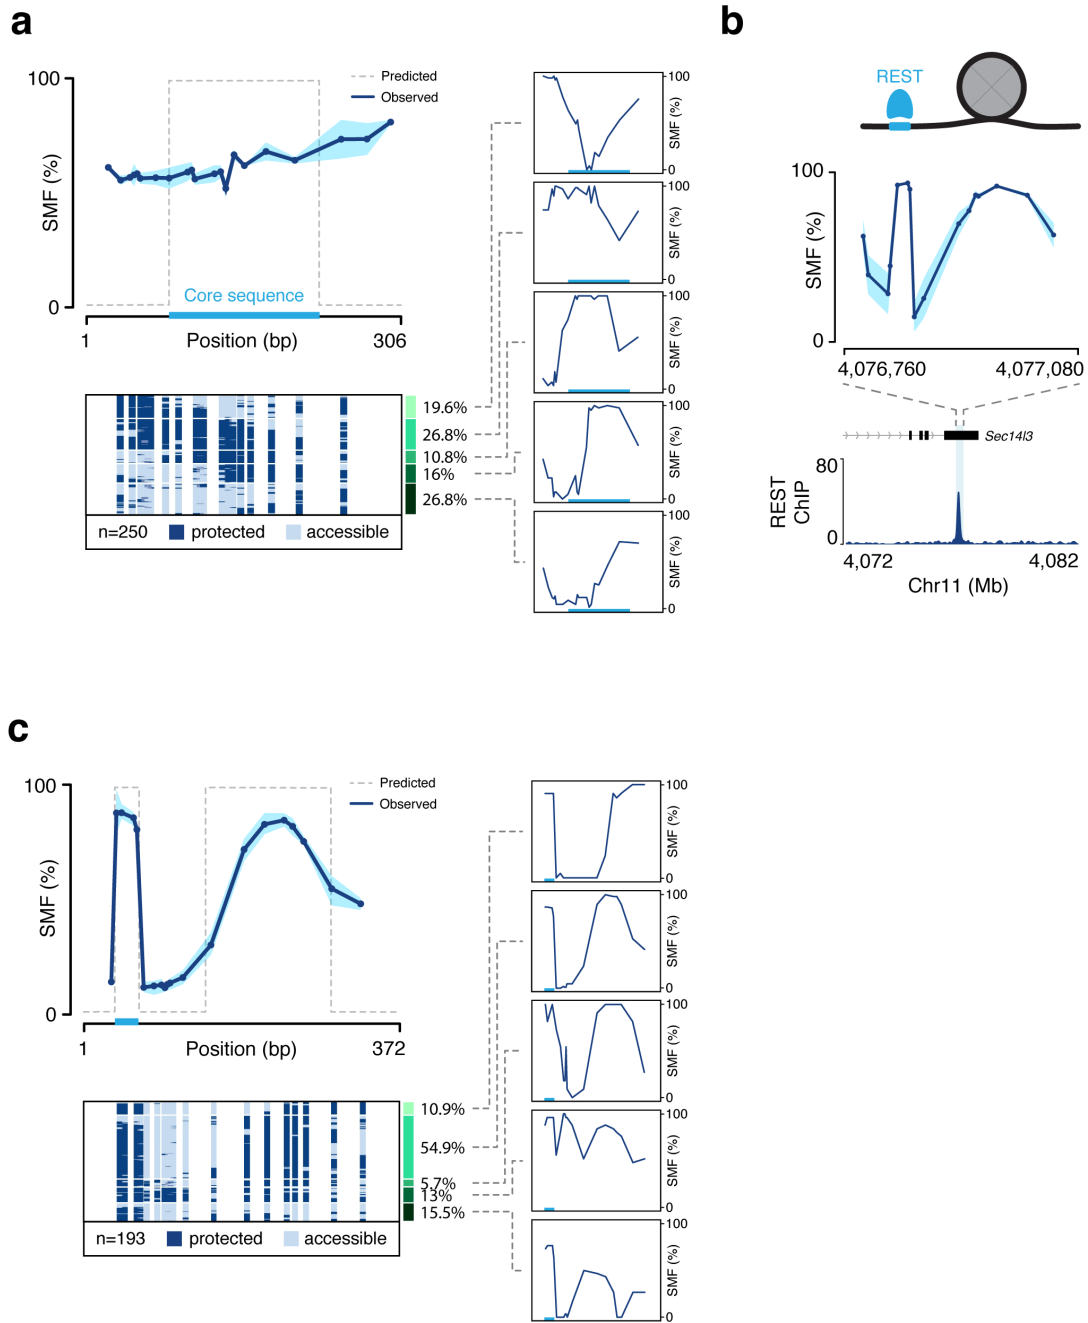 a
100
SMF (%)
0
Predicted
Observed
Core sequence
1
Position (bp)
306
19.6%
26.8%
10.8%
16%
26.8%
n=250
protected
accessible
100
SMF (%)
0
100
SMF (%)
0
100
SMF (%)
0
100
SMF (%)
0
100
SMF (%)
0
b
REST
100
SMF (%)
0
4,076,760
4,077,080
Sec14l3
80
REST
ChIP
0
4,072
4,082
Chr11 (Mb)
c
100
SMF (%)
0
Predicted
Observed
1
Position (bp)
372
10.9%
54.9%
5.7%
13%
15.5%
n=193
protected
accessible
100
SMF (%)
0
100
SMF (%)
0
100
SMF (%)
0
100
SMF (%)
0
100
SMF (%)
0